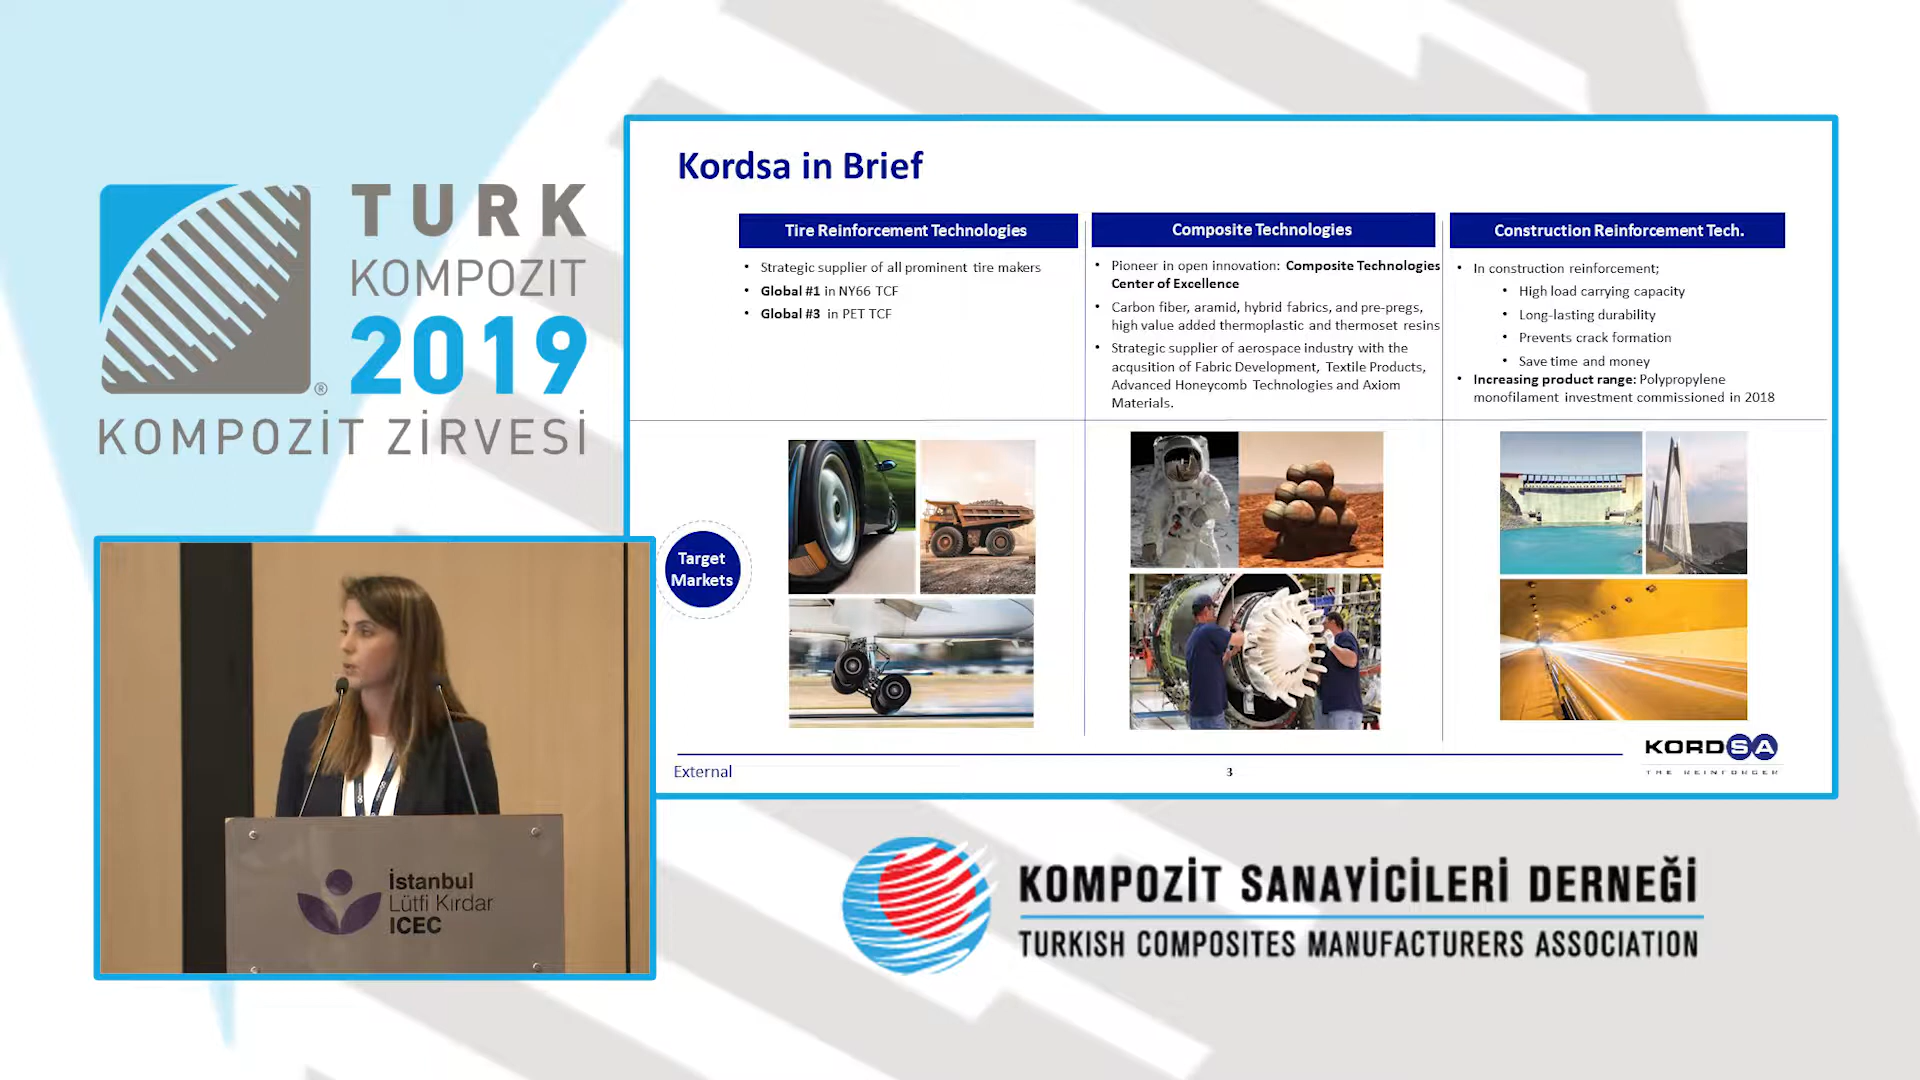 TURK
KOMPOZIT
2019
®
KOMPOZİT ZİRVESİ
Kordsa in Brief
Tire Reinforcement Technologies
• Strategic supplier of all prominent tire makers
• Global #1 in NY66 TCF
• Global #3 in PET TCF
Composite Technologies
• Pioneer in open innovation: Composite Technologies
Center of Excellence
• Carbon fiber, aramid, hybrid fabrics, and pre-pregs,
high value added thermoplastic and thermoset resins
• Strategic supplier of aerospace industry with the
acqusition of Fabric Development, Textile Products,
Advanced Honeycomb Technologies and Axiom
Materials.
Construction Reinforcement Tech.
• In construction reinforcement;
• High load carrying capacity
• Long-lasting durability
• Prevents crack formation
• Save time and money
• Increasing product range: Polypropylene
monofilament investment commissioned in 2018
Target
Markets
KORDSA
THE REINFORCER
External
3
İstanbul
Lütfi Kırdar
ICEC
KOMPOZİT SANAYİCİLERİ DERNEĞİ
TURKISH COMPOSITES MANUFACTURERS ASSOCIATION